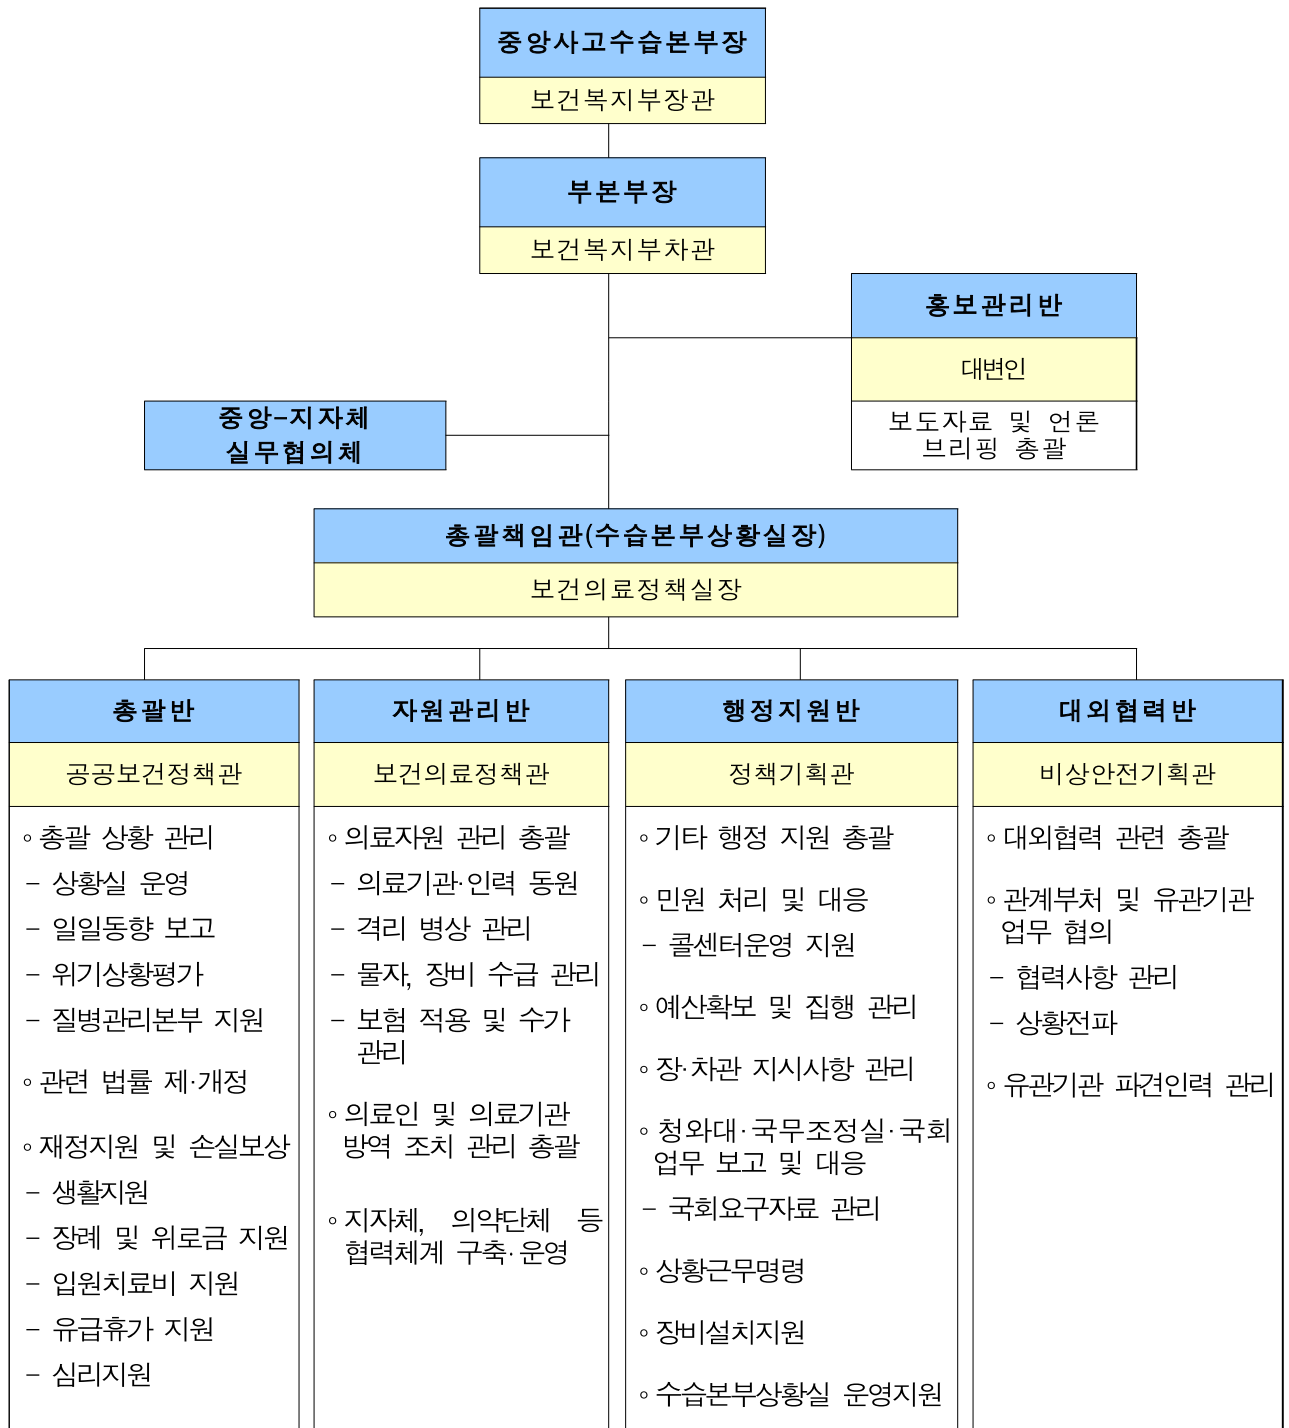 중앙사고수습본부장
보건복지부장관
부본부장
보건복지부차관
홍보관리반
대변인
보도자료 및 언론
브리핑 총괄
중앙-지자체
실무협의체
총괄책임관(수습본부상황실장)
보건의료정책실장
총괄반
공공보건정책관
◦총괄 상황 관리
- 상황실 운영
- 일일동향 보고
- 위기상황평가
- 질병관리본부 지원
◦관련 법률 제·개정
◦재정지원 및 손실보상
- 생활지원
- 장례 및 위로금 지원
- 입원치료비 지원
- 유급휴가 지원
- 심리지원
자원관리반
보건의료정책관
◦의료자원 관리 총괄
- 의료기관·인력 동원
- 격리 병상 관리
- 물자, 장비 수급 관리
- 보험 적용 및 수가
관리
◦의료인 및 의료기관
방역 조치 관리 총괄
◦지자체, 의약단체 등
협력체계 구축·운영
행정지원반
정책기획관
◦기타 행정 지원 총괄
◦민원 처리 및 대응
- 콜센터운영 지원
◦예산확보 및 집행 관리
◦장·차관 지시사항 관리
◦청와대·국무조정실·국회
업무 보고 및 대응
- 국회요구자료 관리
◦상황근무명령
◦장비설치지원
◦수습본부상황실 운영지원
대외협력반
비상안전기획관
◦대외협력 관련 총괄
◦관계부처 및 유관기관
업무 협의
- 협력사항 관리
- 상황전파
◦유관기관 파견인력 관리